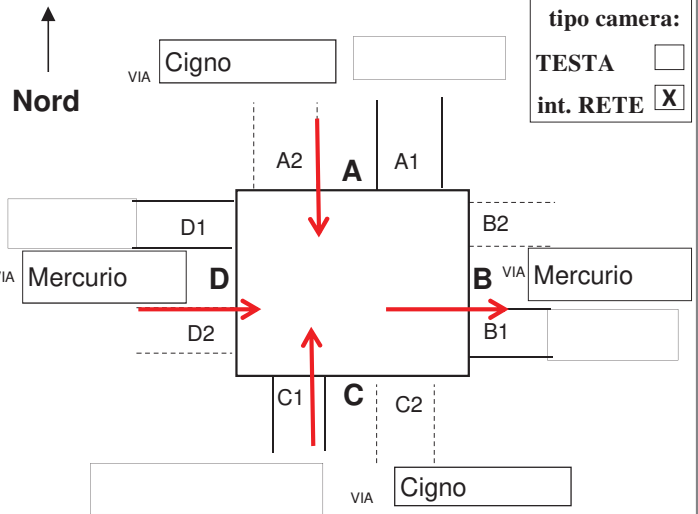 tipo camera:
VIA Cigno
TESTA
Nord
int. RETE X
A2 A A1
D1 B2
VIA Mercurio D B VIA Mercurio
D2 B1
C1 C C2
VIA Cigno